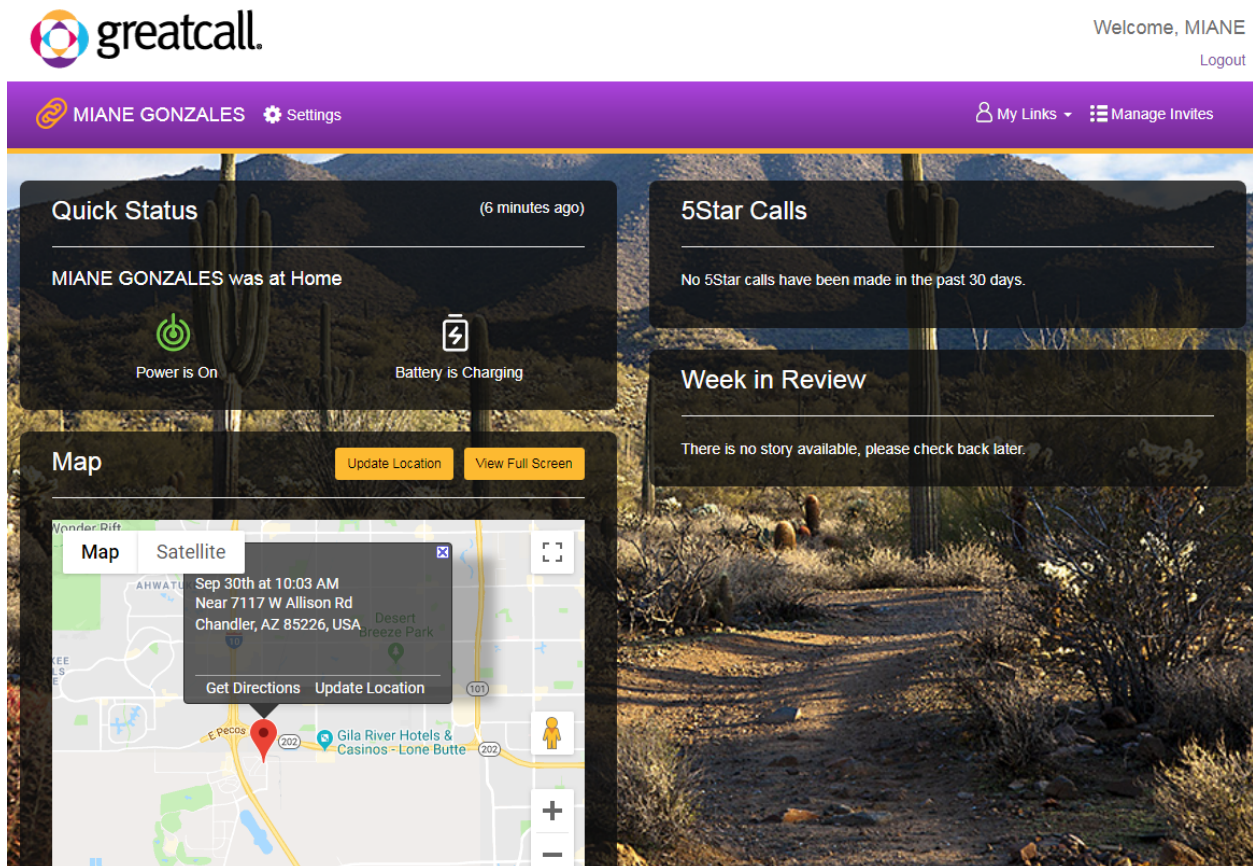 greatcall.
Welcome, MIANE
Logout
MIANE GONZALES Settings
My Links Manage Invites
Quick Status (6 minutes ago)
MIANE GONZALES was at Home
Power is On
Battery is Charging
5Star Calls
No 5Star calls have been made in the past 30 days.
Week in Review
There is no story available, please check back later.
Map Update Location View Full Screen
Wonder Rift
Map Satellite
Sep 30th at 10:03 AM
Near 7117 W Allison Rd
Chandler, AZ 85226, USA
Get Directions Update Location
Desert
Breeze Park
10
101
E Pecos
202
Gila River Hotels &
Casinos - Lone Butte
202